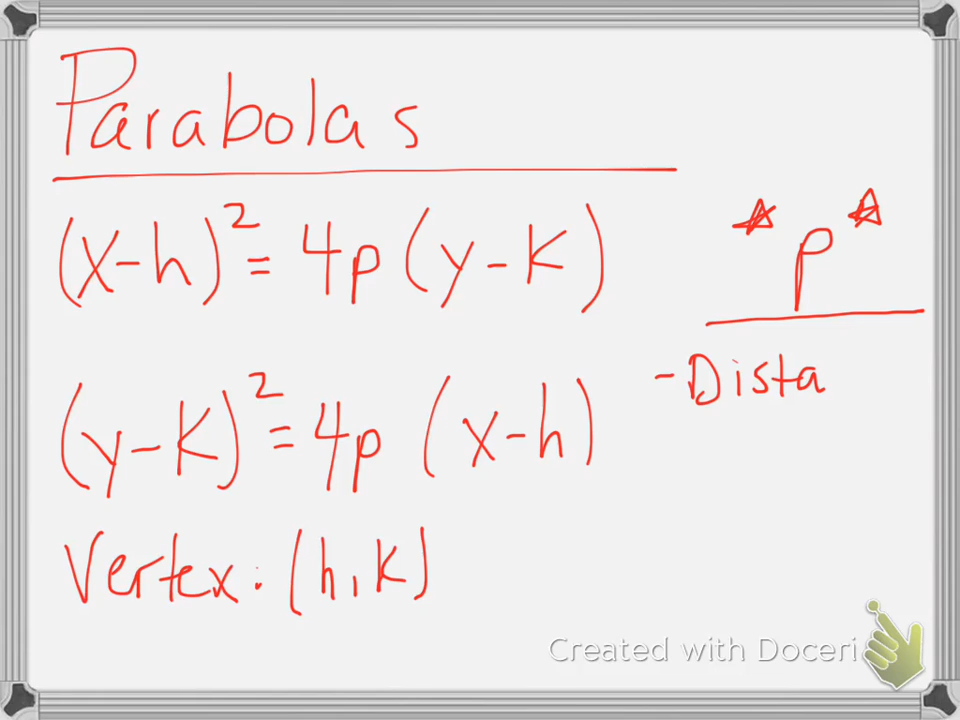 Parabolas
(x-h)² = 4p(y-k)
(y-k)² = 4p (x-h)
Vertex: (h,k)
p
-Dista
Created with Doceri